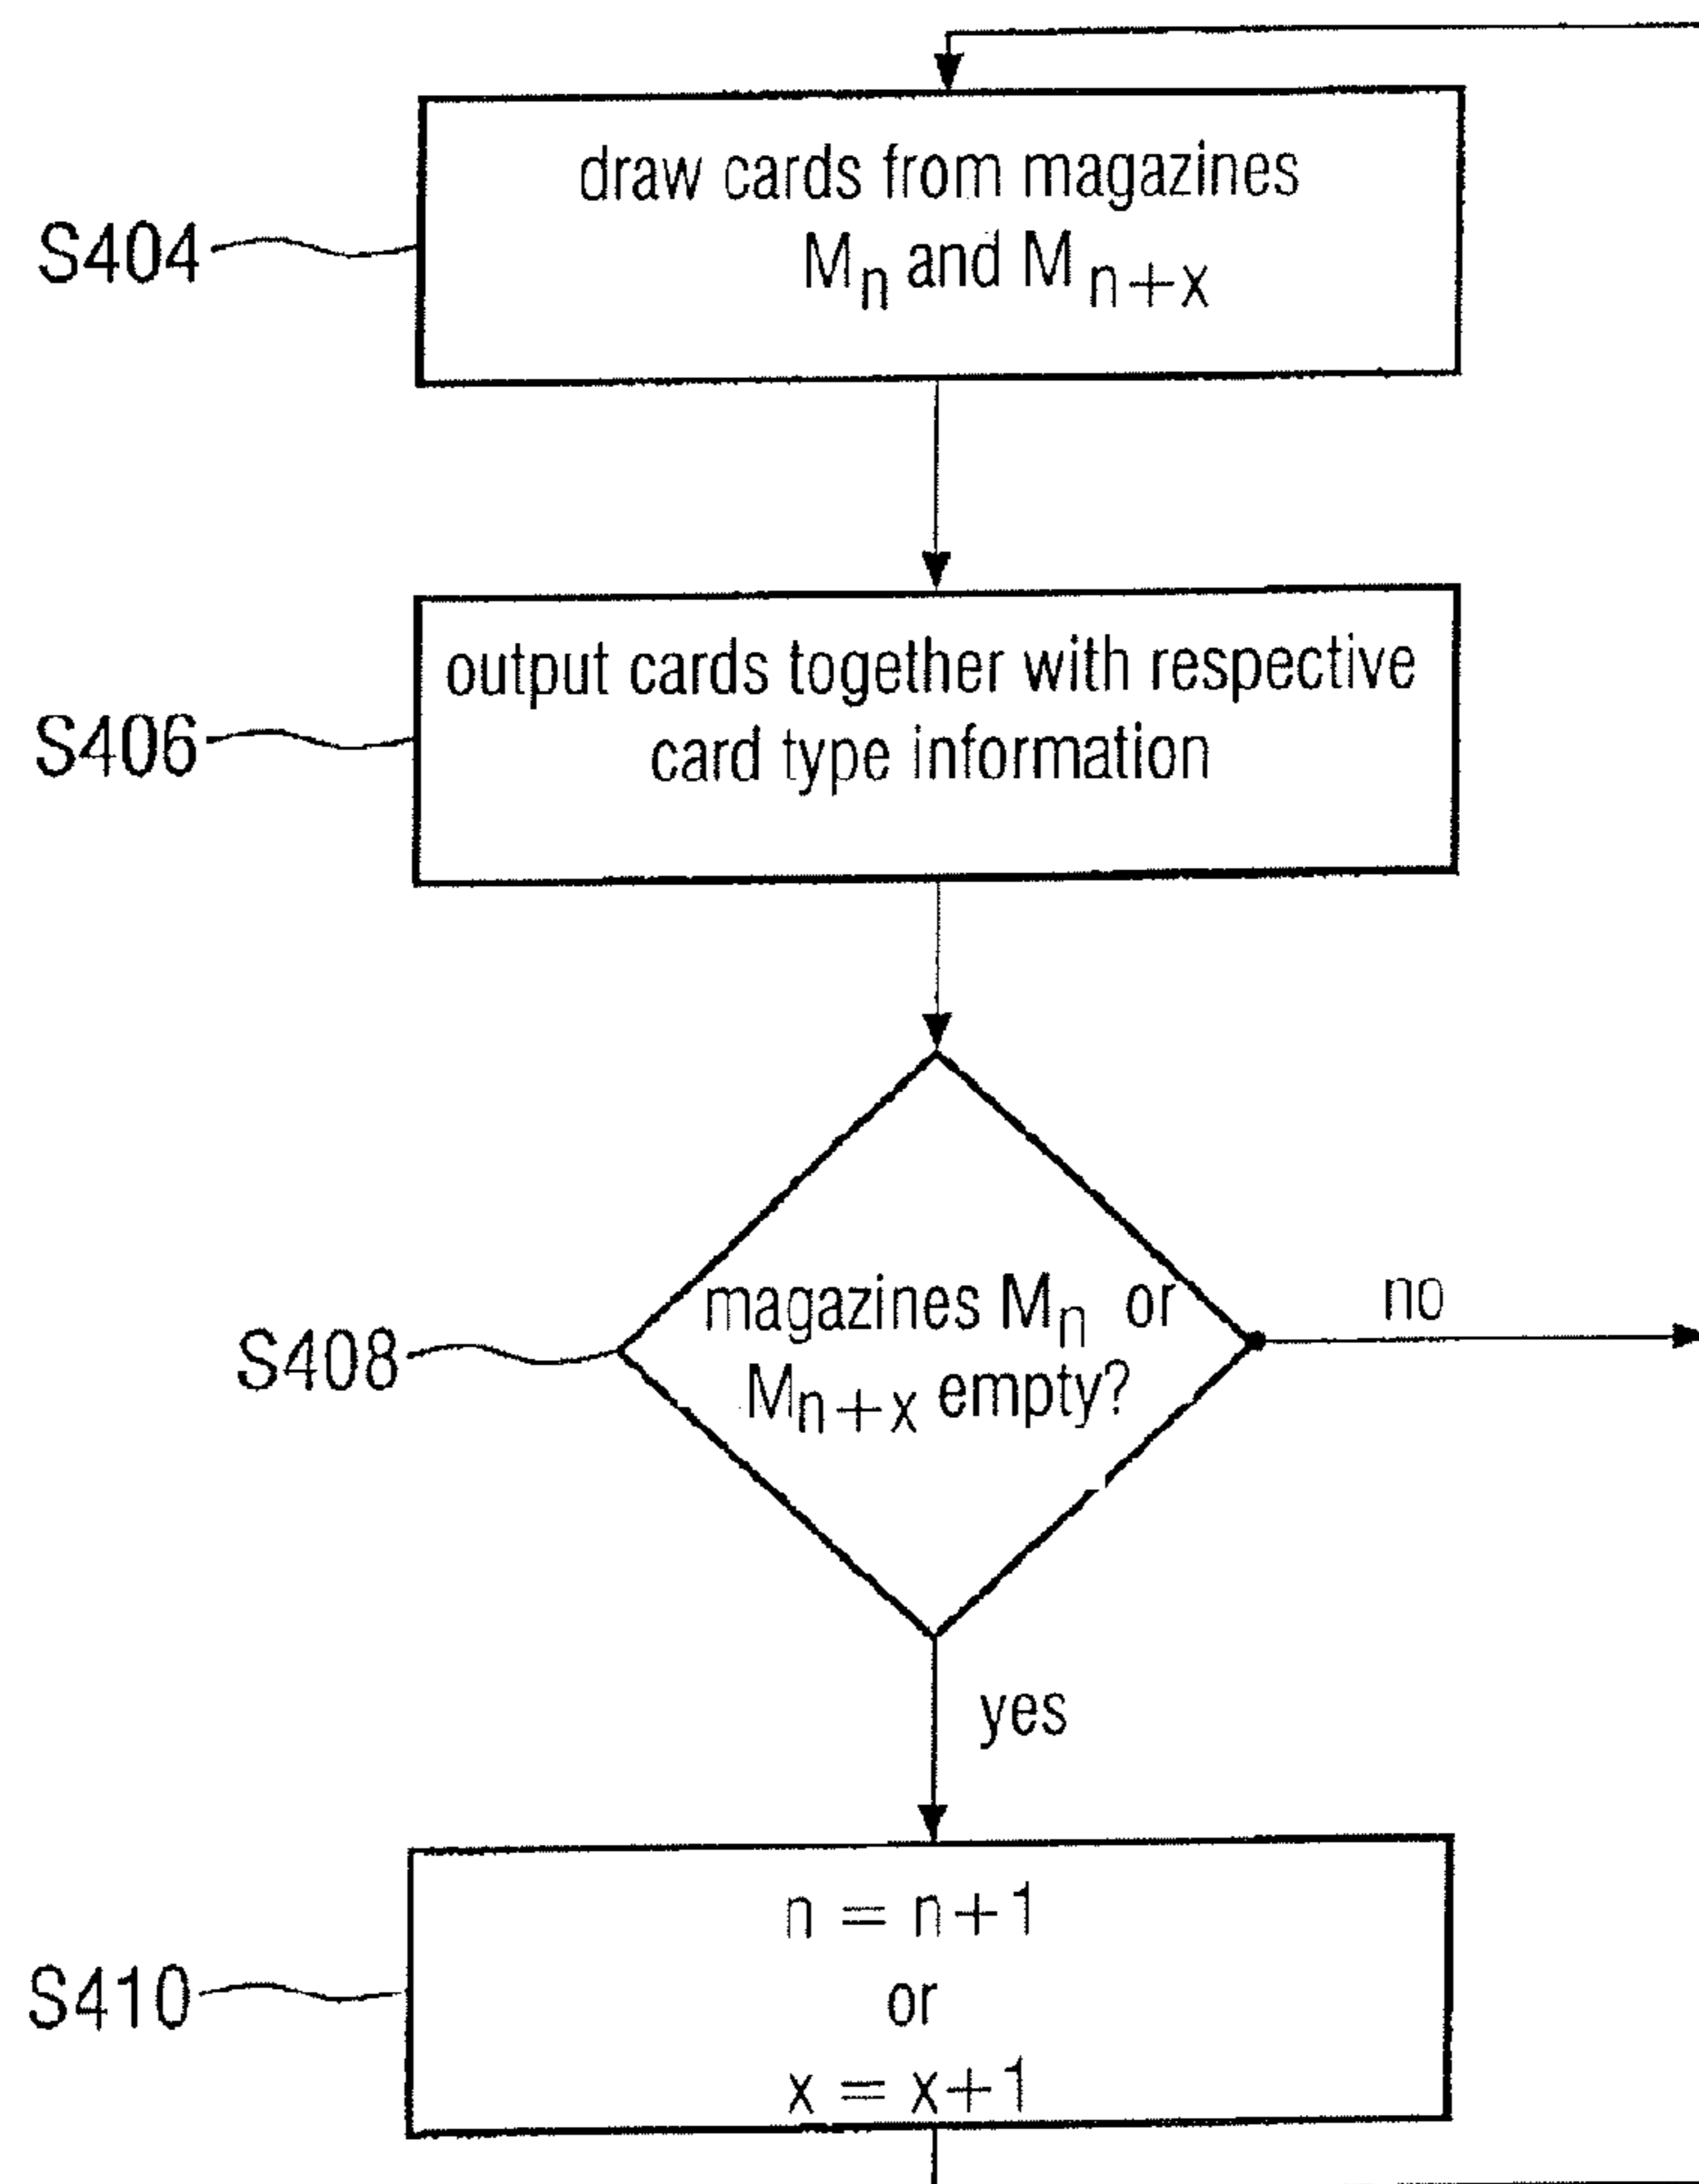 draw cards from magazines
Mn and Mn+x
S404
output cards together with respective
card type information
S406
magazines Mn or
Mn+x empty?
S408
no
yes
n = n+1
or
x = x+1
S410